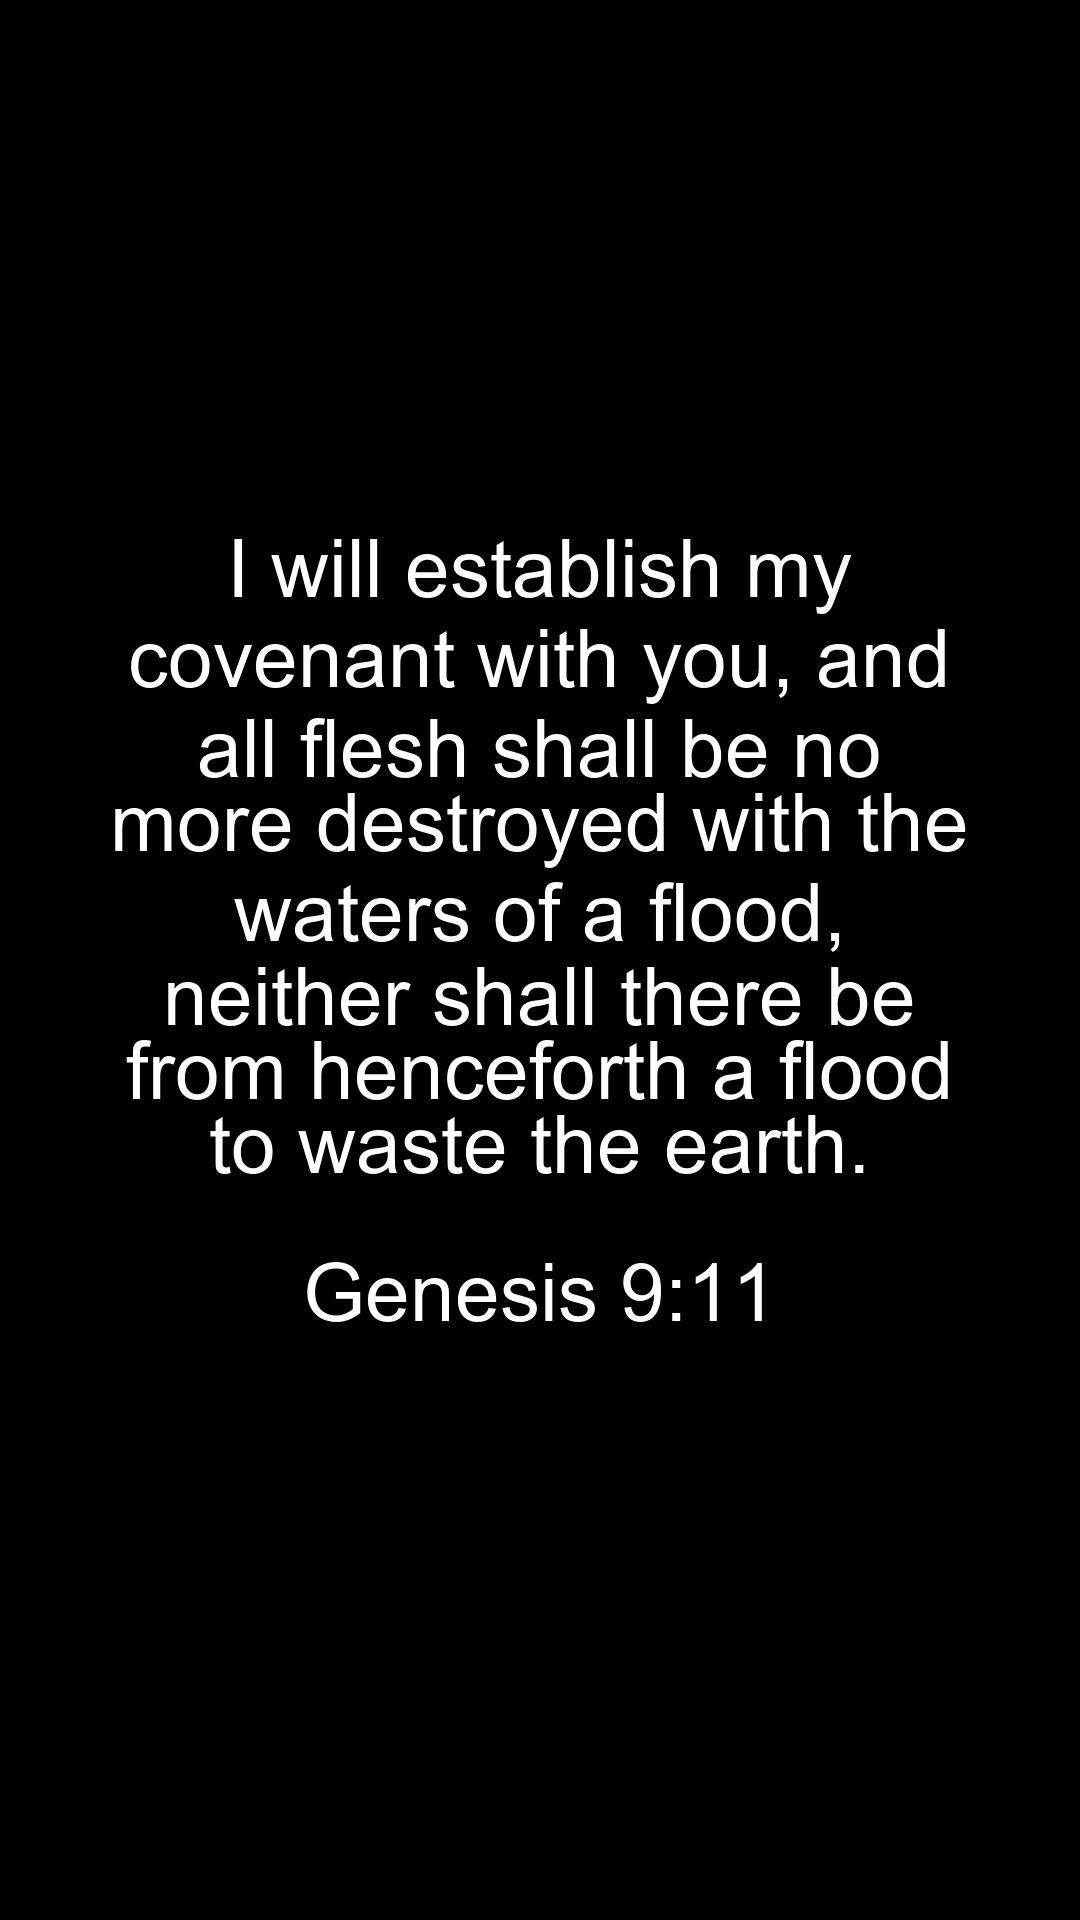 I will establish my
covenant with you, and
all flesh shall be no
more destroyed with the
waters of a flood,
neither shall there be
from henceforth a flood
to waste the earth.
Genesis 9:11